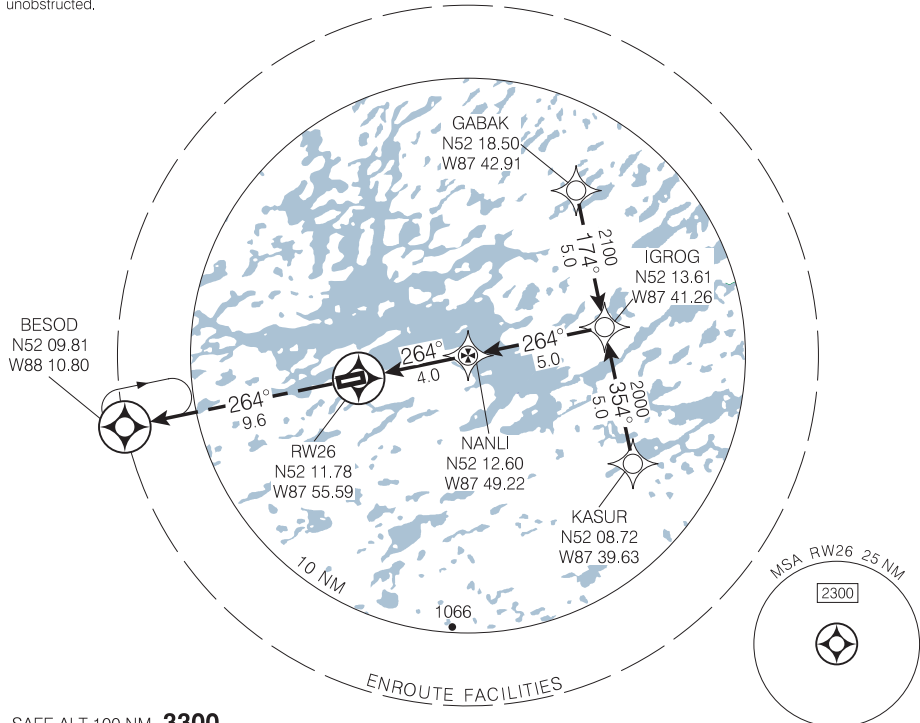 unobstructed,
GABAK
N52 18.50
W87 42.91
2100
174°
5.0
IGROG
N52 13.61
W87 41.26
BESOD
N52 09.81
W88 10.80
264°
5.0
264°
4.0
264°
9.6
2000
354°
5.0
RW26
N52 11.78
W87 55.59
NANLI
N52 12.60
W87 49.22
KASUR
N52 08.72
W87 39.63
10 NM
1066
MSA RW26 25 NM
2300
ENROUTE FACILITIES
SAFE ALT 100 NM 3300